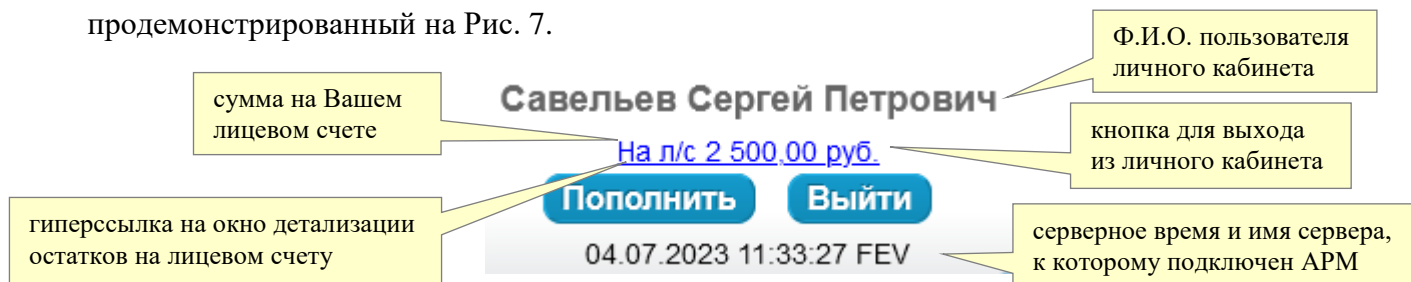 продемонстрированный на Рис. 7.
Ф.И.О. пользователя
личного кабинета
сумма на Вашем
лицевом счете
Савельев Сергей Петрович
кнопка для выхода
из личного кабинета
На л/с 2 500,00 руб.
Пополнить Выйти
гиперссылка на окно детализации
остатков на лицевом счету
04.07.2023 11:33:27 FEV
серверное время и имя сервера,
к которому подключен АРМ